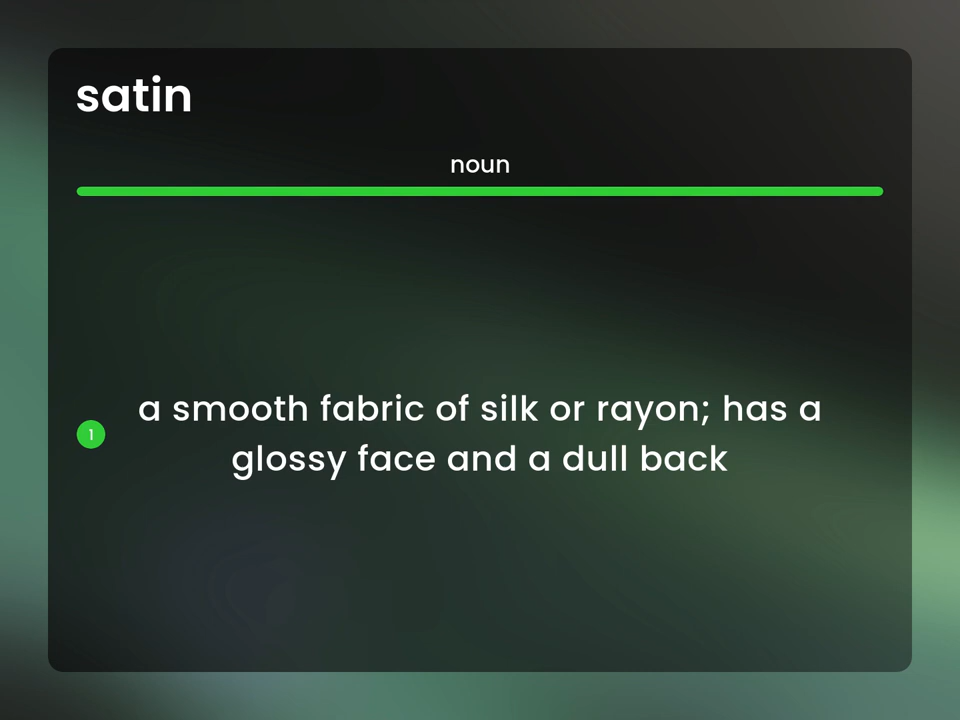 satin
noun
1
a smooth fabric of silk or rayon; has a
glossy face and a dull back